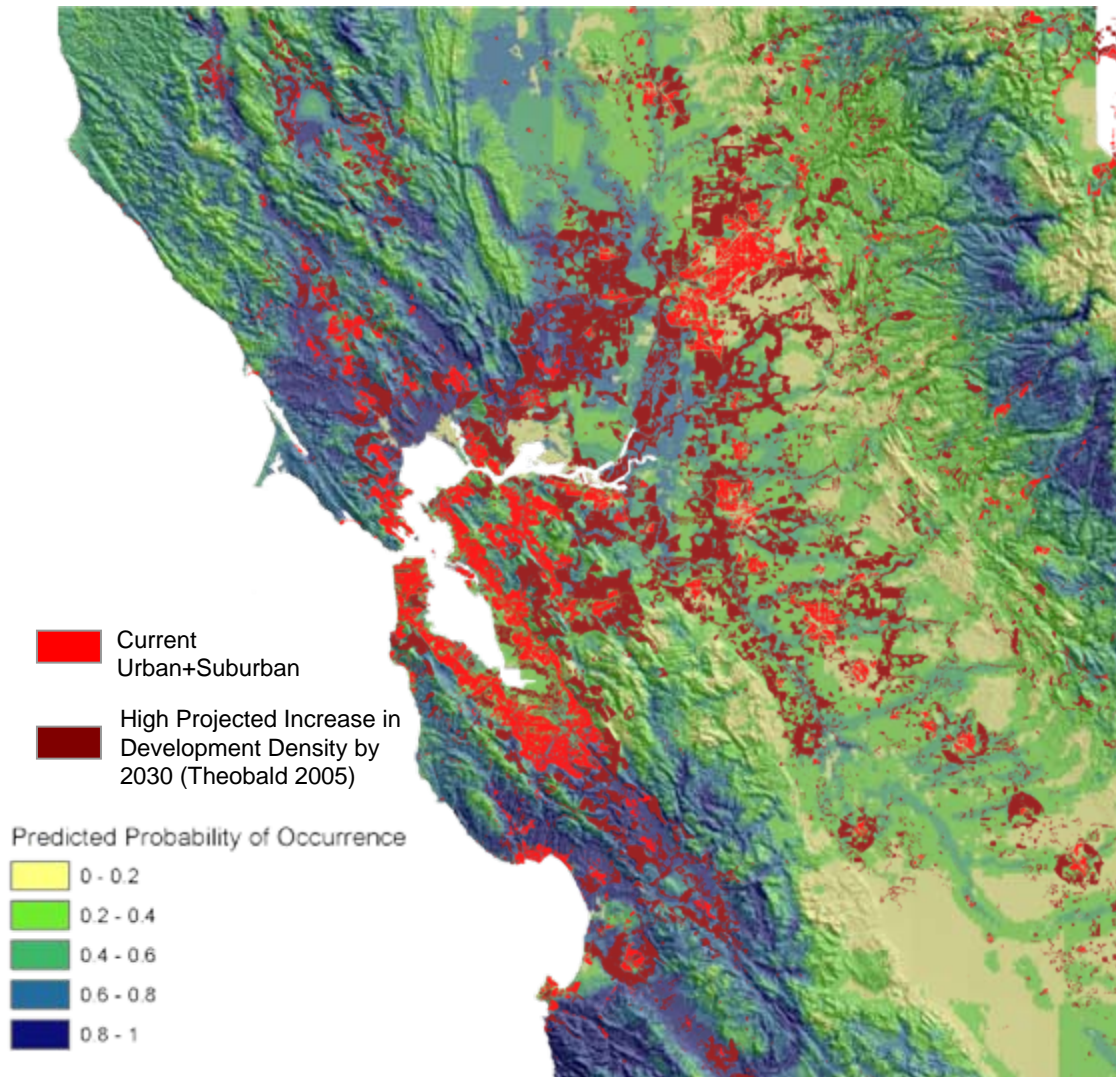 Current
Urban+Suburban
High Projected Increase in
Development Density by
2030 (Theobald 2005)
Predicted Probability of Occurrence
0 - 0.2
0.2 - 0.4
0.4 - 0.6
0.6 - 0.8
0.8 - 1